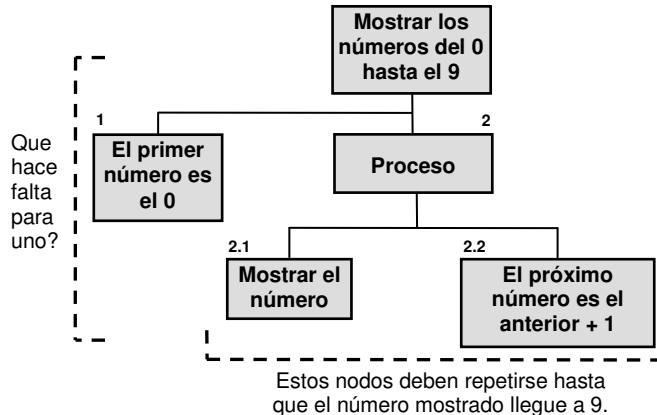 Mostrar los
números del 0
hasta el 9
1
2
Que
hace
falta
para
uno?
El primer
número es
el 0
Proceso
2.1
2.2
Mostrar el
número
El próximo
número es el
anterior + 1
Estos nodos deben repetirse hasta
que el número mostrado llegue a 9.